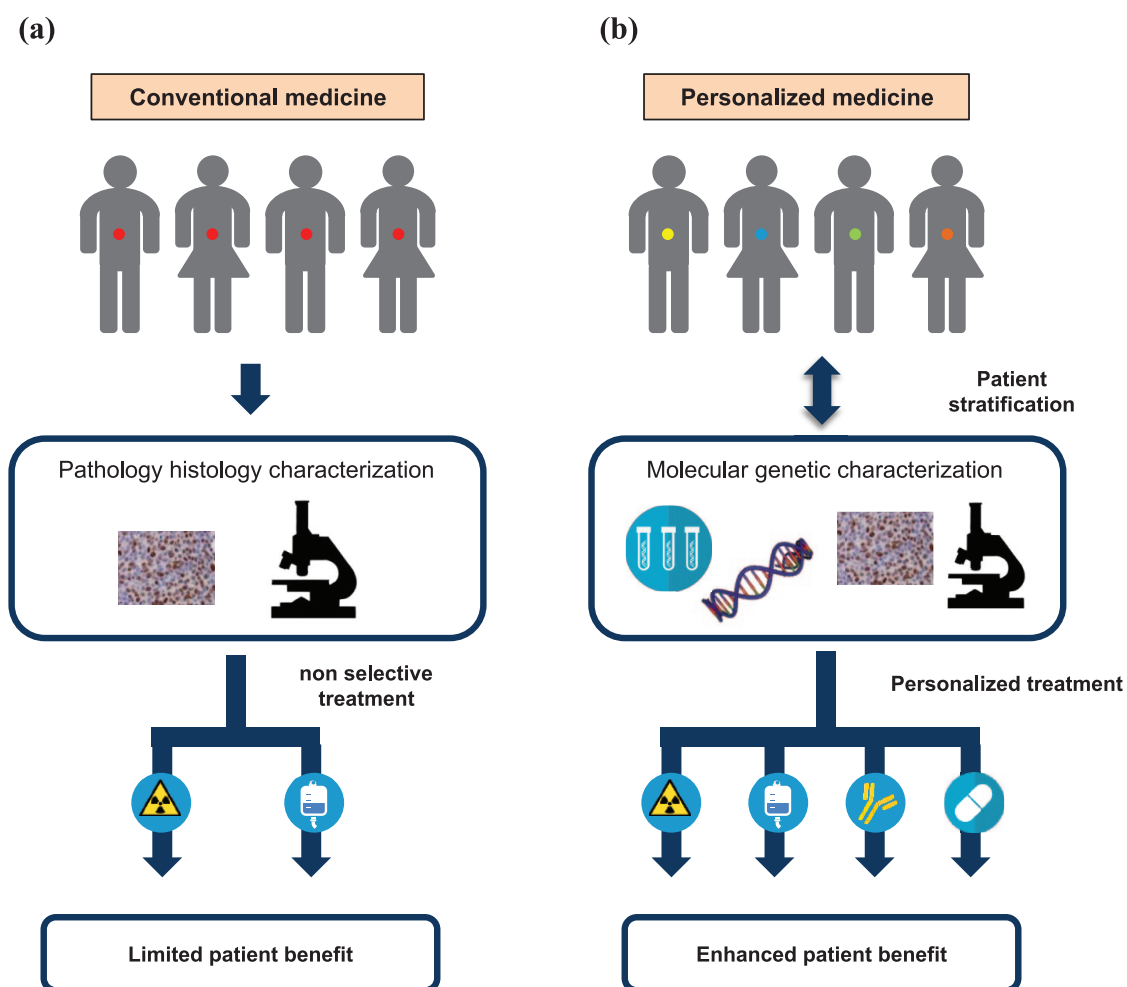 (a)
Conventional medicine
Pathology histology characterization
non selective
treatment
Limited patient benefit
(b)
Personalized medicine
Patient
stratification
Molecular genetic characterization
Personalized treatment
Enhanced patient benefit